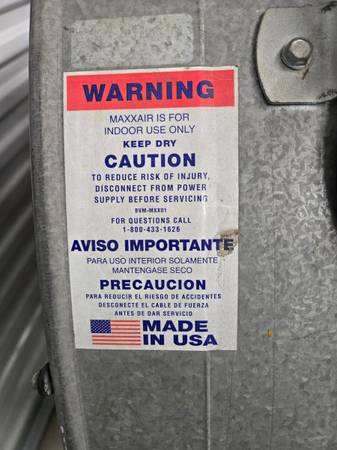 WARNING
MAXXAIR IS FOR
INDOOR USE ONLY
KEEP DRY
CAUTION
TO REDUCE RISK OF INJURY,
DISCONNECT FROM POWER
SUPPLY BEFORE SERVICING
BVM-MXX01
FOR QUESTIONS CALL
1-800-433-1626
AVISO IMPORTANTE
PARA USO INTERIOR SOLAMENTE
MANTENGASE SECO
PRECAUCION
PARA REDUCIR EL RIESGO DE ACCIDENTES
DESCONECTE EL CABLE DE FUERZA
ANTES DE DAR SERVICIO
MADE
IN USA